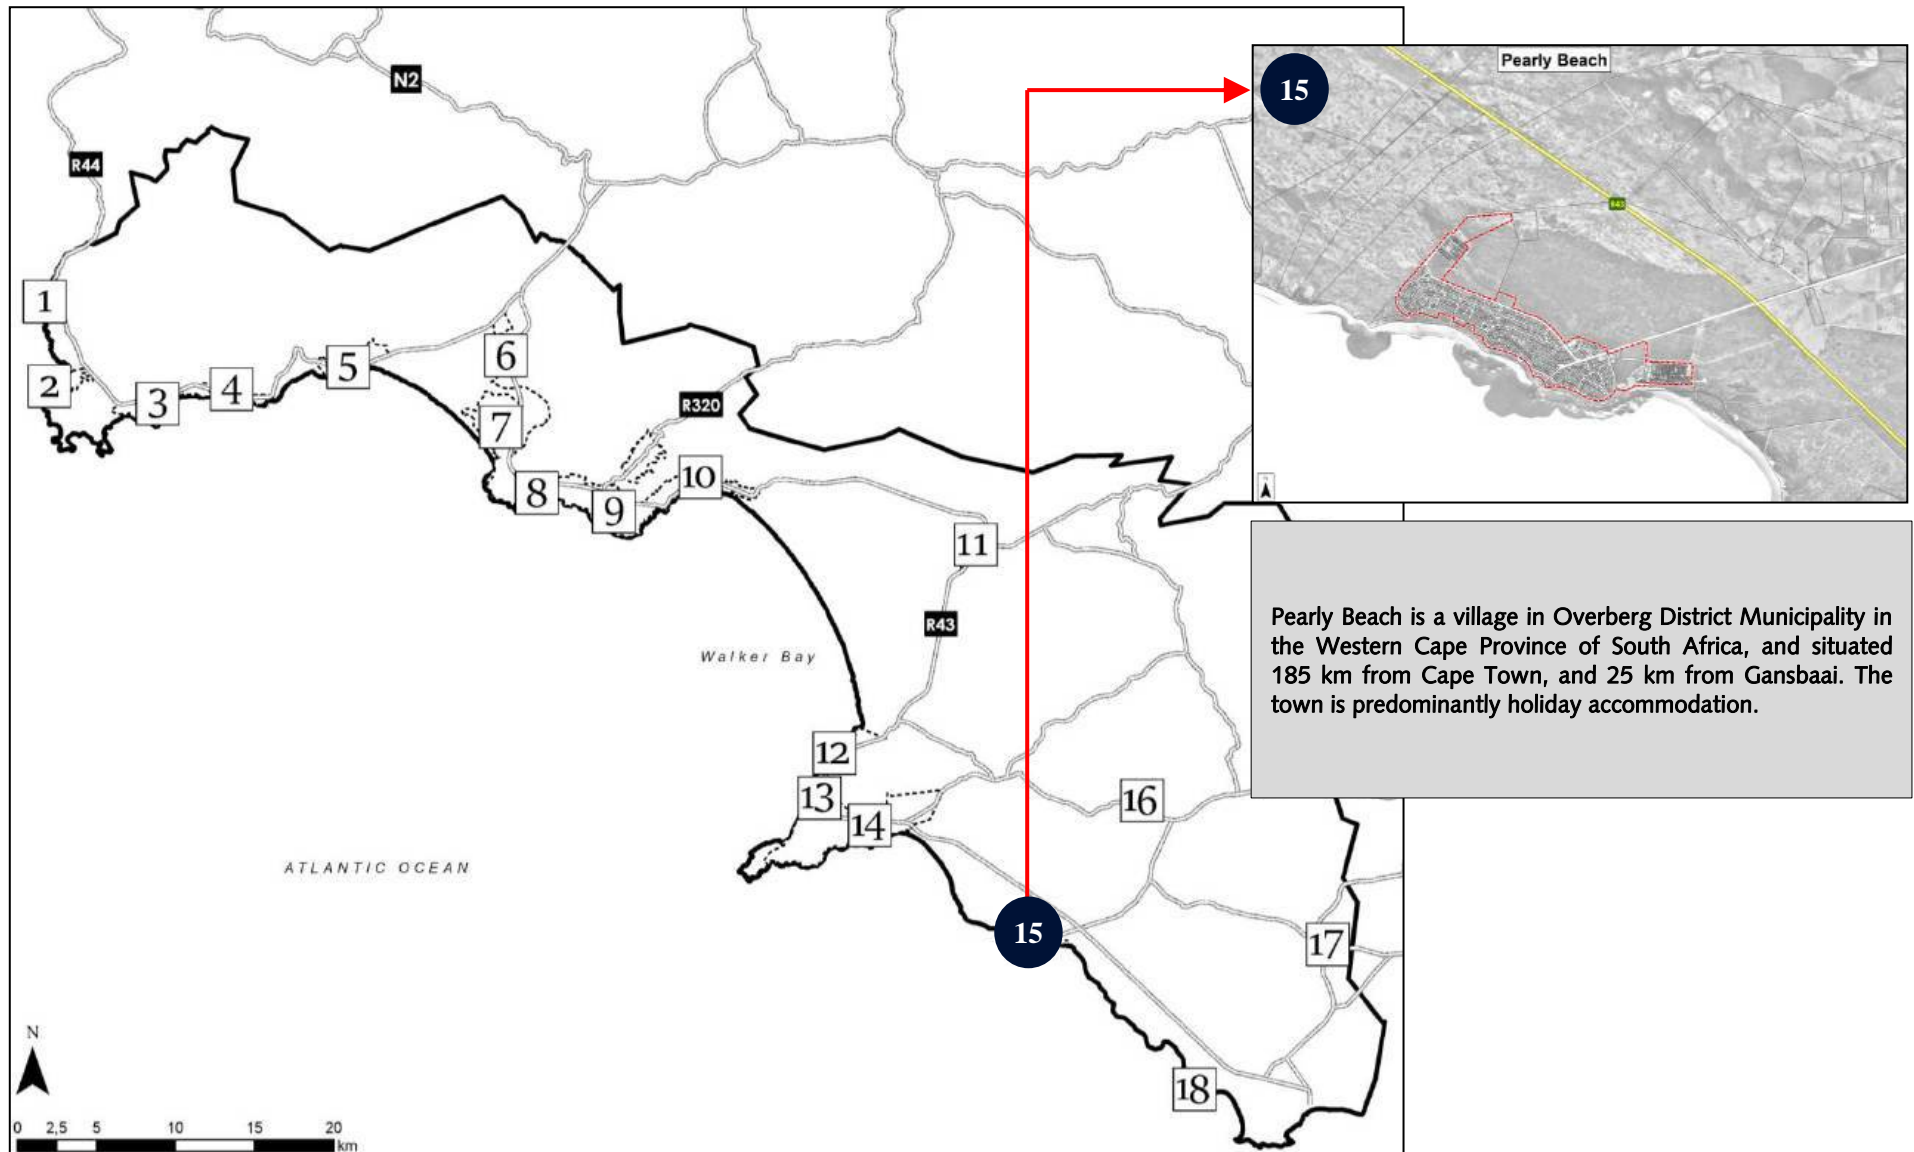 N2
R44
1
2
3
4
5
6
7
R320
8
9
10
11
R43
Walker Bay
12
13
14
16
ATLANTIC OCEAN
15
17
18
N
0 2,5 5 10 15 20
km
15
Pearly Beach
R43
Pearly Beach is a village in Overberg District Municipality in
the Western Cape Province of South Africa, and situated
185 km from Cape Town, and 25 km from Gansbaai. The
town is predominantly holiday accommodation.